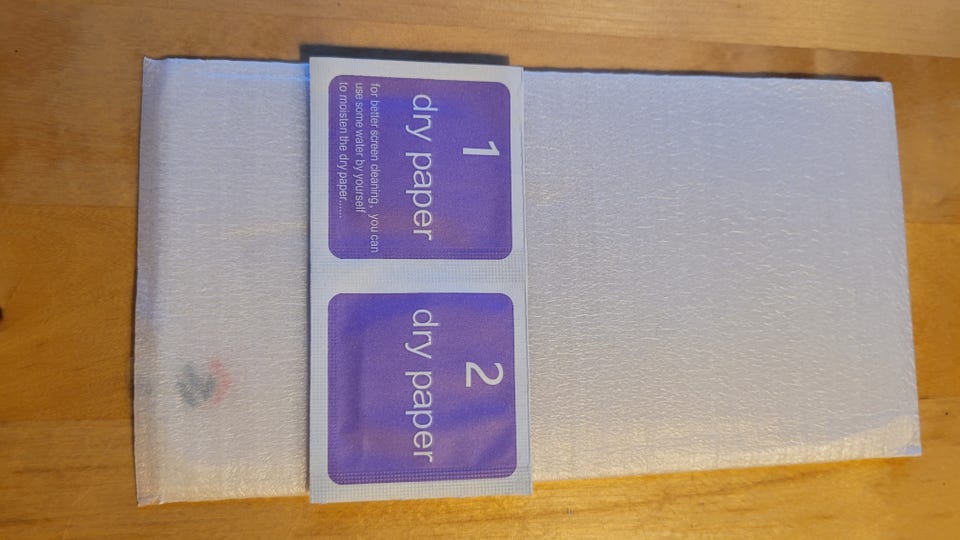 1
dry paper
for better screen cleaning, you can
use some water by yourself
to moisten the dry paper......
2
dry paper